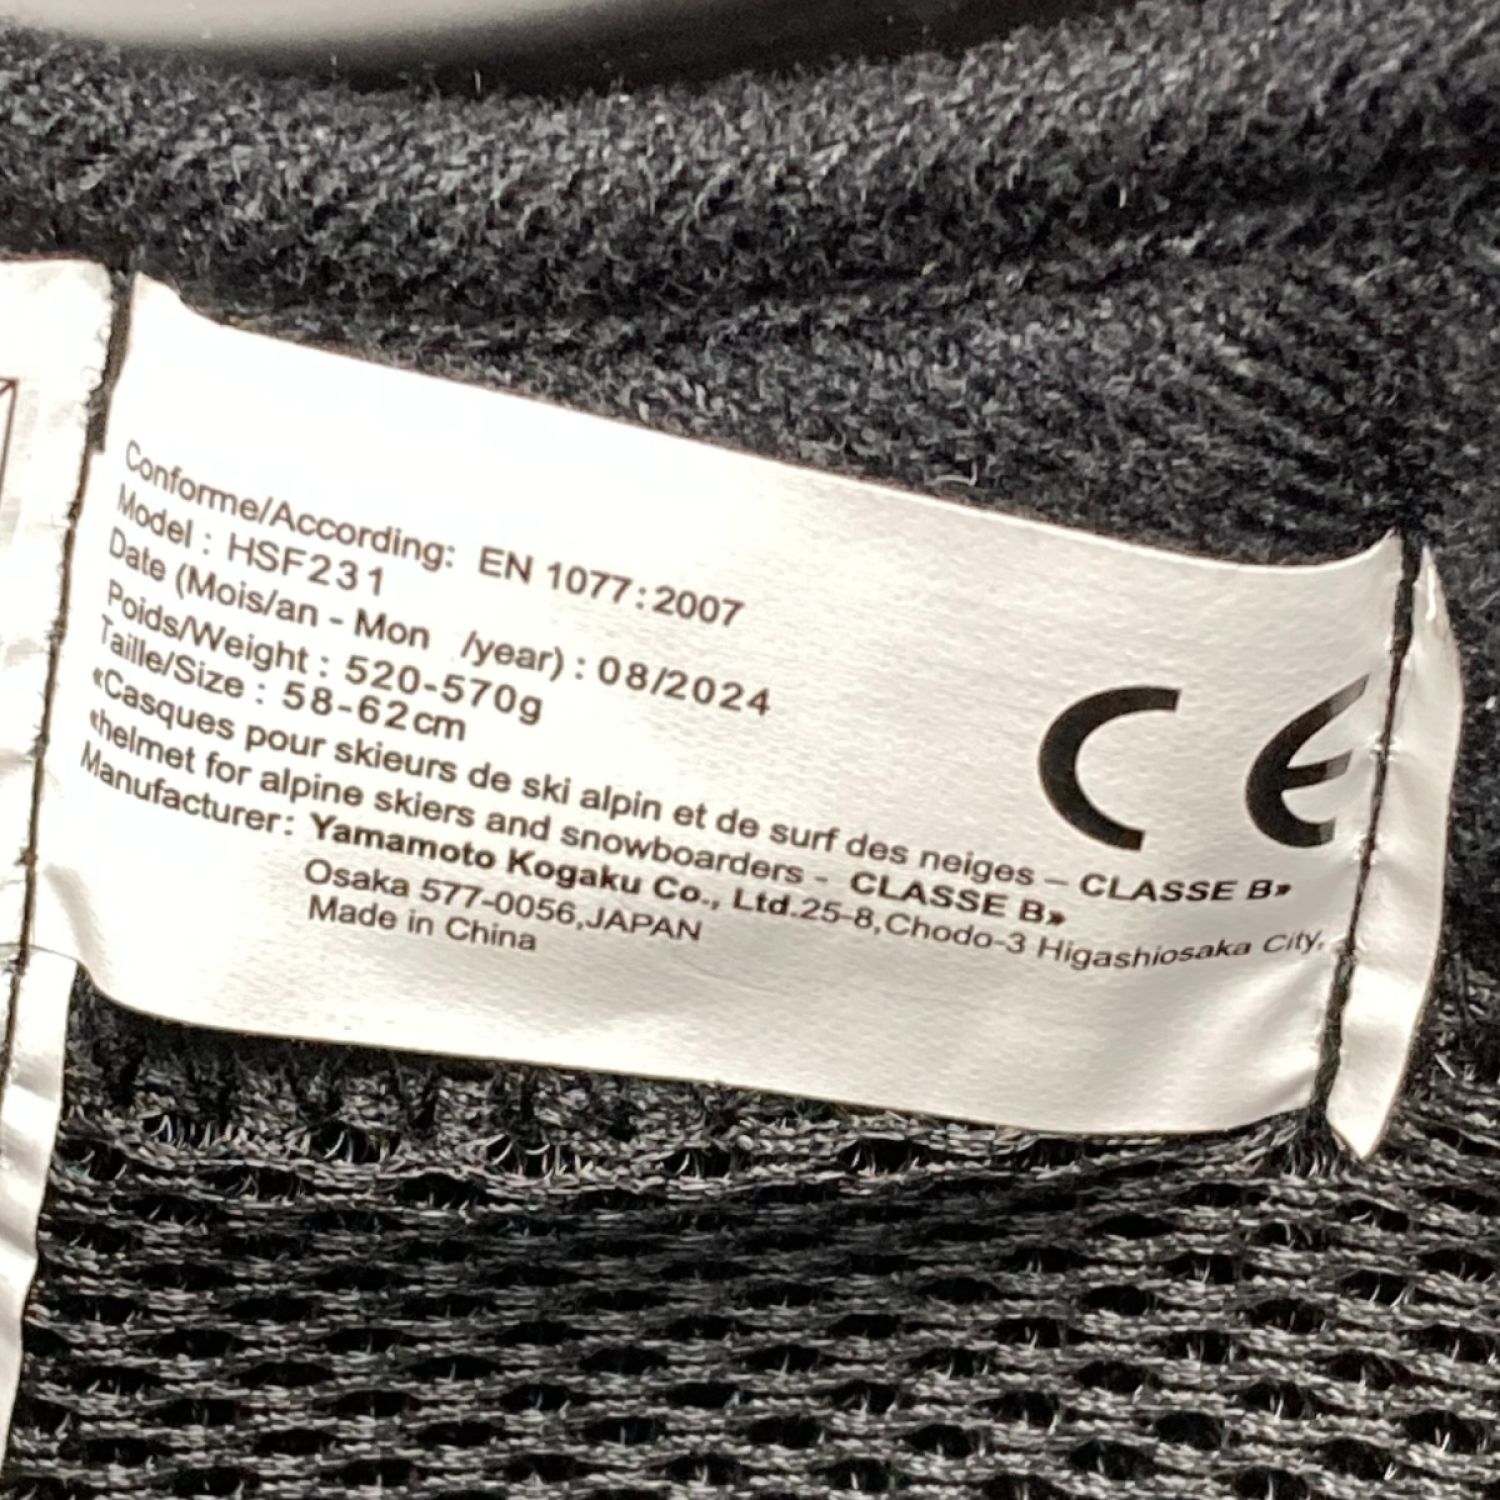 Conforme/According: EN 1077:2007
Model : HSF231
Date (Mois/an - Mon /year) : 08/2024
Poids/Weight : 520-570g
Taille/Size : 58-62cm
«Casques pour skieurs de ski alpin et de surf des neiges – CLASSE B»
«helmet for alpine skiers and snowboarders - CLASSE B»
Manufacturer: Yamamoto Kogaku Co., Ltd.25-8,Chodo-3 Higashiosaka City,
Osaka 577-0056,JAPAN
Made in China
CE